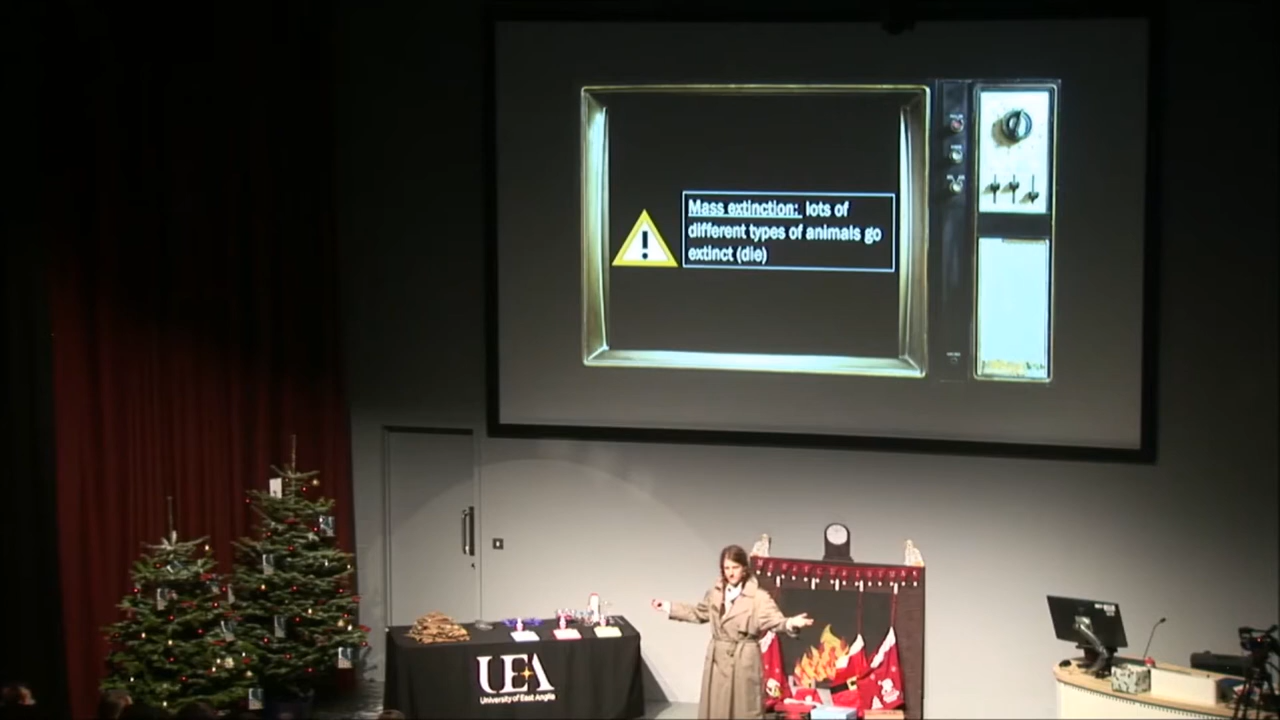 Mass extinction: lots of
different types of animals go
extinct (die)
UEA
University of East Anglia